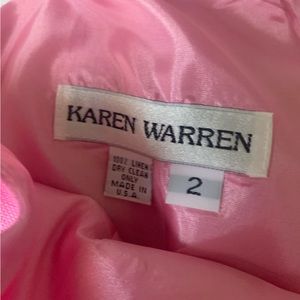 KAREN WARREN
100% LINEN
DRY CLEAN
ONLY
MADE IN
U.S.A.
2